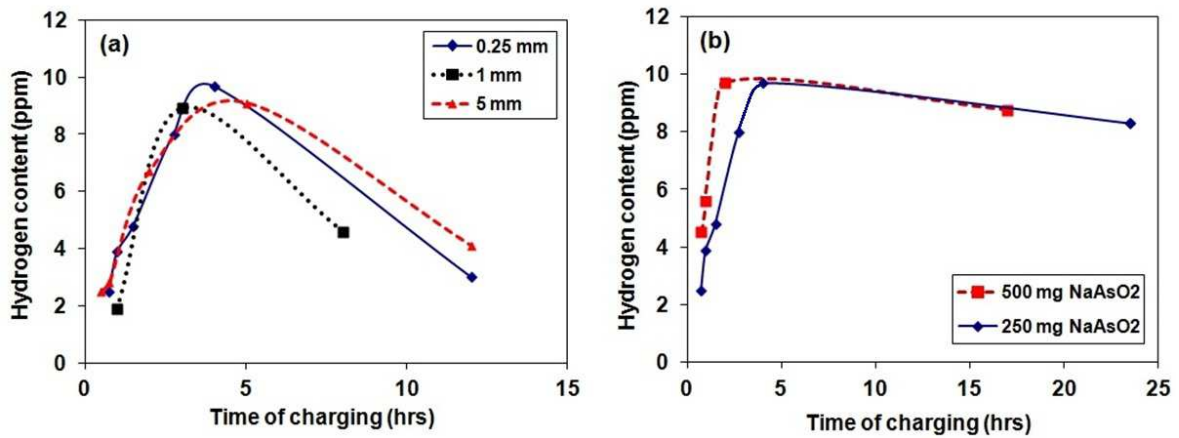 (a)
0.25 mm
1 mm
5 mm
Hydrogen content (ppm)
12
10
8
6
4
2
0
0 5 10 15
Time of charging (hrs)
(b)
500 mg NaAsO2
250 mg NaAsO2
Hydrogen content (ppm)
12
10
8
6
4
2
0
0 5 10 15 20 25
Time of charging (hrs)